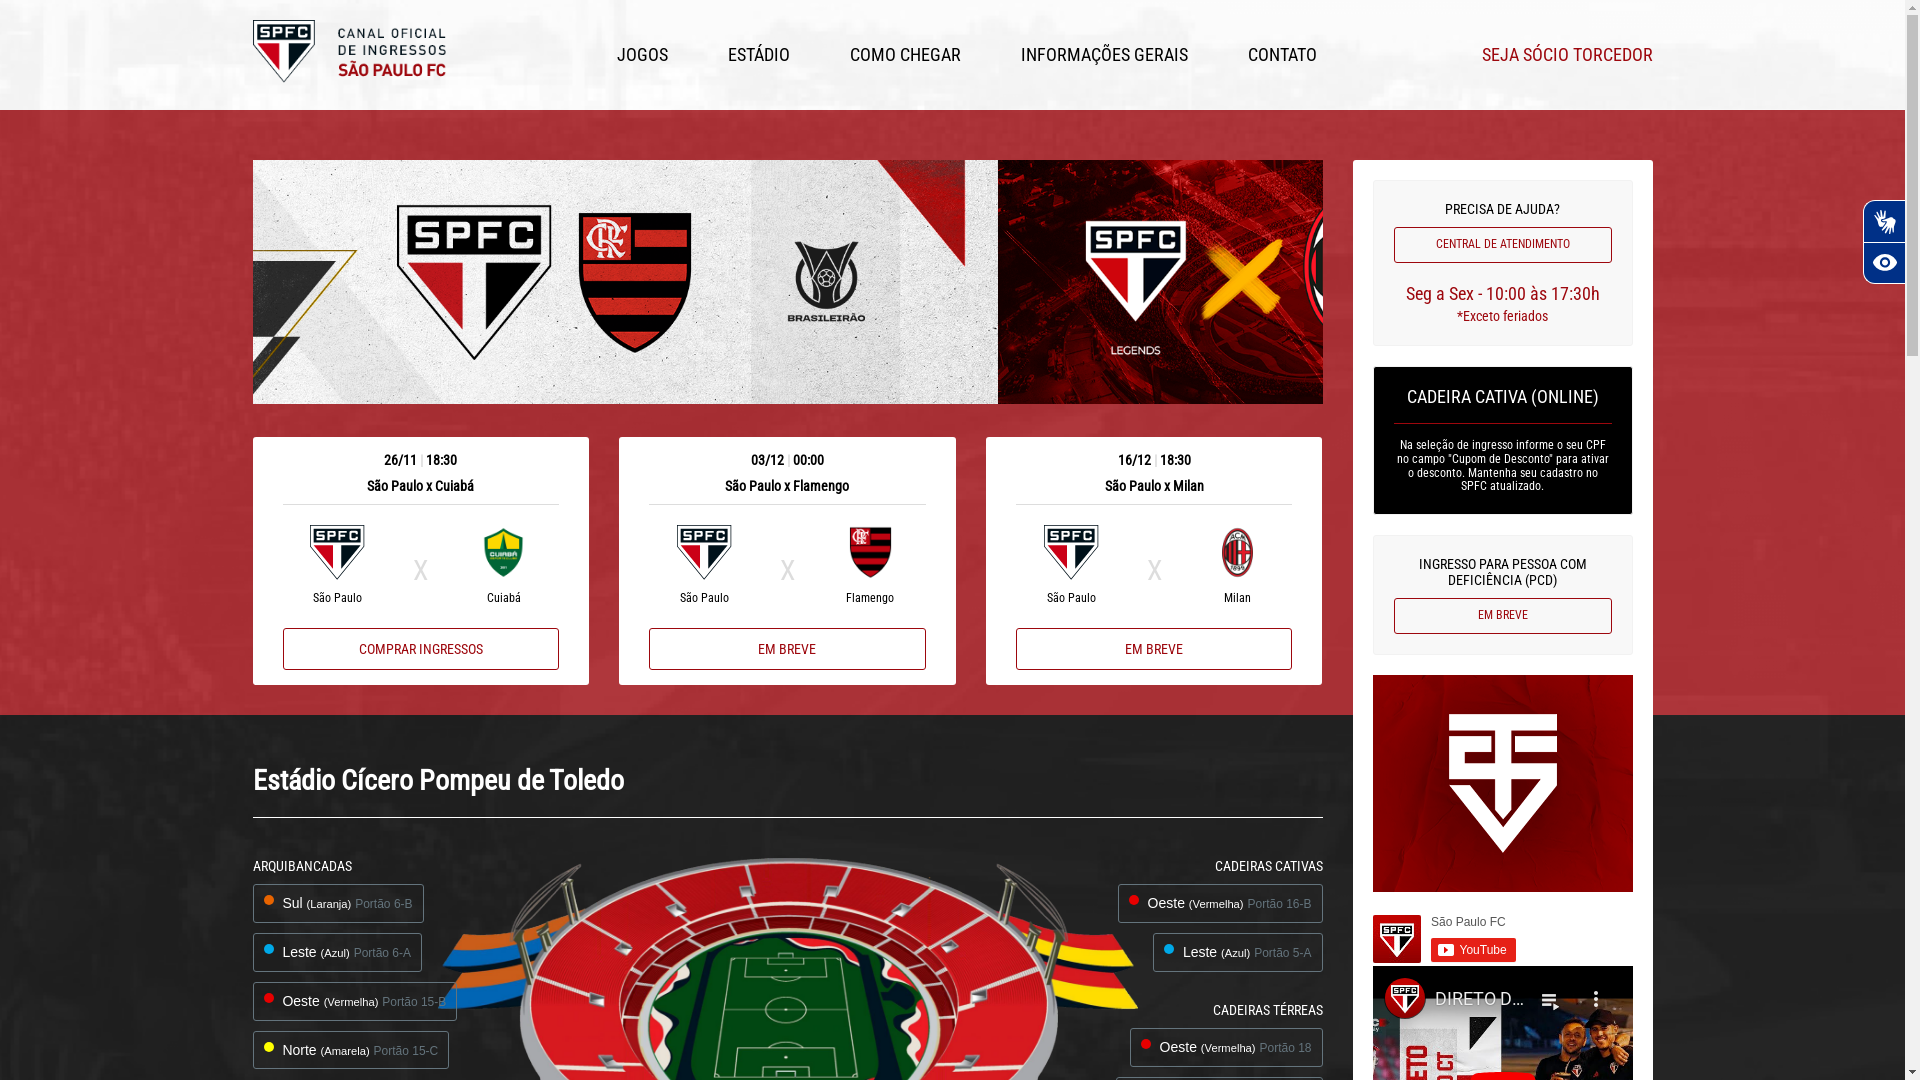 SPFC
CANAL OFICIAL
DE INGRESSOS
SÃO PAULO FC
JOGOS
ESTÁDIO
COMO CHEGAR
INFORMAÇÕES GERAIS
CONTATO
SEJA SÓCIO TORCEDOR
SPFC
BRASILEIRÃO
SPFC
LEGENDS
26/11 | 18:30
São Paulo x Cuiabá
SPFC
X
CUIABÁ
São Paulo
Cuiabá
COMPRAR INGRESSOS
03/12 | 00:00
São Paulo x Flamengo
SPFC
X
São Paulo
Flamengo
EM BREVE
16/12 | 18:30
São Paulo x Milan
SPFC
X
ACM
1899
São Paulo
Milan
EM BREVE
PRECISA DE AJUDA?
CENTRAL DE ATENDIMENTO
Seg a Sex - 10:00 às 17:30h
*Exceto feriados
CADEIRA CATIVA (ONLINE)
Na seleção de ingresso informe o seu CPF
no campo "Cupom de Desconto" para ativar
o desconto. Mantenha seu cadastro no
SPFC atualizado.
INGRESSO PARA PESSOA COM
DEFICIÊNCIA (PCD)
EM BREVE
São Paulo FC
YouTube
SPFC
DIRETO D...
Estádio Cícero Pompeu de Toledo
ARQUIBANCADAS
Sul (Laranja) Portão 6-B
Leste (Azul) Portão 6-A
Oeste (Vermelha) Portão 15-B
Norte (Amarela) Portão 15-C
CADEIRAS CATIVAS
Oeste (Vermelha) Portão 16-B
Leste (Azul) Portão 5-A
CADEIRAS TÉRREAS
Oeste (Vermelha) Portão 18